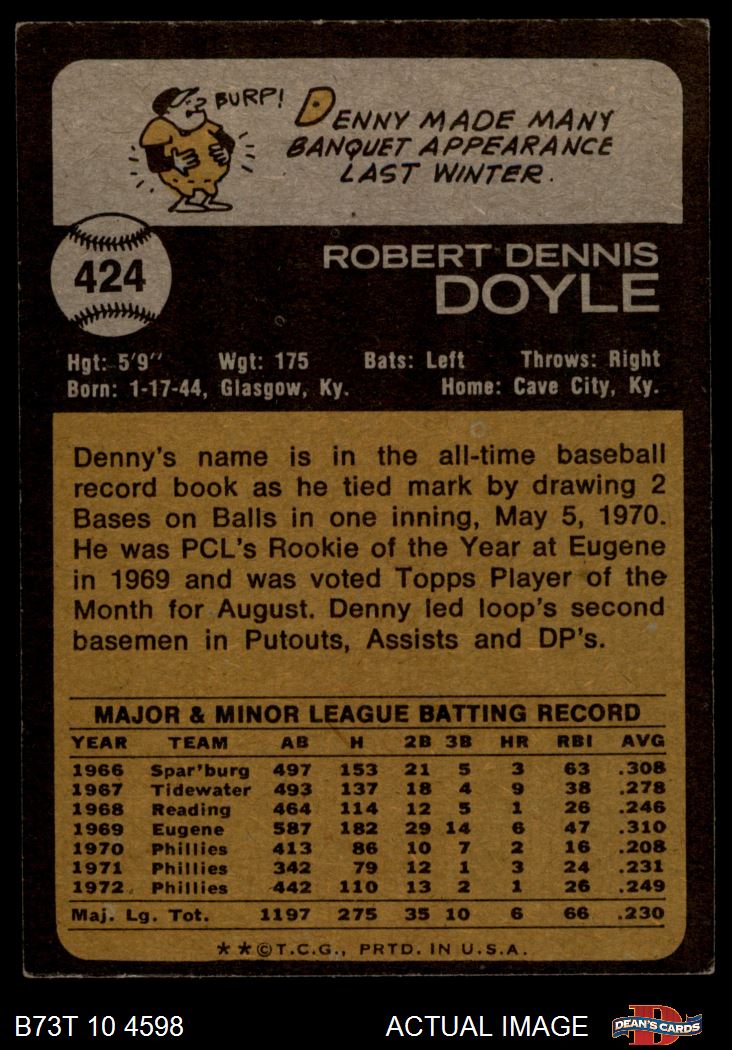 BURP!
DENNY MADE MANY
BANQUET APPEARANCE
LAST WINTER.
424
ROBERT DENNIS
DOYLE
Hgt: 5'9" Wgt: 175 Bats: Left Throws: Right
Born: 1-17-44, Glasgow, Ky. Home: Cave City, Ky.
Denny's name is in the all-time baseball
record book as he tied mark by drawing 2
Bases on Balls in one inning, May 5, 1970.
He was PCL's Rookie of the Year at Eugene
in 1969 and was voted Topps Player of the
Month for August. Denny led loop's second
basemen in Putouts, Assists and DP's.
MAJOR & MINOR LEAGUE BATTING RECORD
YEAR TEAM AB H 2B 3B HR RBI AVG
1966 Spar'burg 497 153 21 5 3 63 .308
1967 Tidewater 493 137 18 4 9 38 .278
1968 Reading 464 114 12 5 1 26 .246
1969 Eugene 587 182 29 14 6 47 .310
1970 Phillies 413 86 10 7 2 16 .208
1971 Phillies 342 79 12 1 3 24 .231
1972 Phillies 442 110 13 2 1 26 .249
Maj. Lg. Tot. 1197 275 35 10 6 66 .230
**©T.C.G., PRTD. IN U.S.A.
B73T 10 4598 ACTUAL IMAGE D DEAN'S CARDS